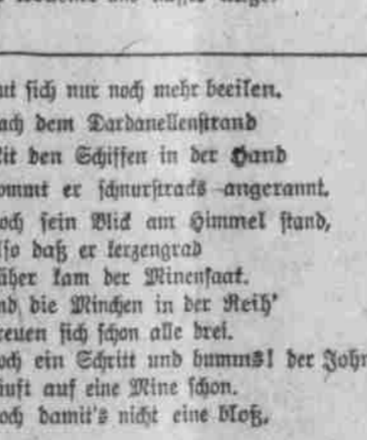 ut sich nur noch mehr beeilen.
ach dem Dardanellenstrand
it den Schiffen in der Hand
ommt er schnurstracks angerannt.
och sein Blick am Himmel stand,
lso daß er kerzengrad
äher kam der Minensaat.
nd die Minchen in der Reih'
reuen sich schon alle drei.
och ein Schritt und bumms! der John
äuft auf eine Mine schon.
och damit's nicht eine bloß,